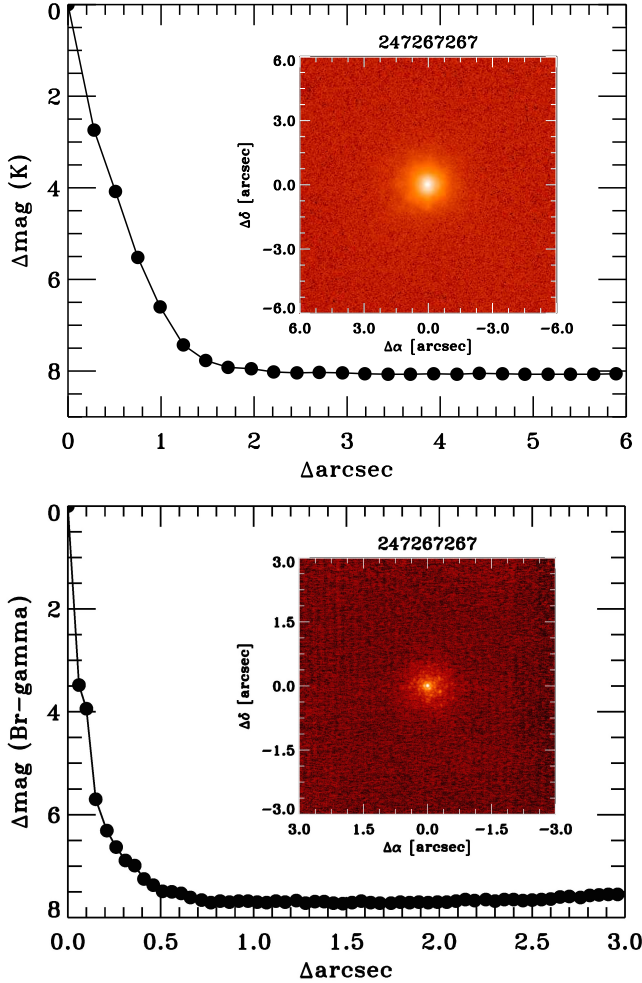 Δmag (K)
0
2
4
6
8
0 1 2 3 4 5 6
Δarcsec
247267267
Δδ [arcsec]
6.0
3.0
0.0
−3.0
−6.0
6.0 3.0 0.0 −3.0 −6.0
Δα [arcsec]
Δmag (Br−gamma)
0
2
4
6
8
0.0 0.5 1.0 1.5 2.0 2.5 3.0
Δarcsec
247267267
Δδ [arcsec]
3.0
1.5
0.0
−1.5
−3.0
3.0 1.5 0.0 −1.5 −3.0
Δα [arcsec]